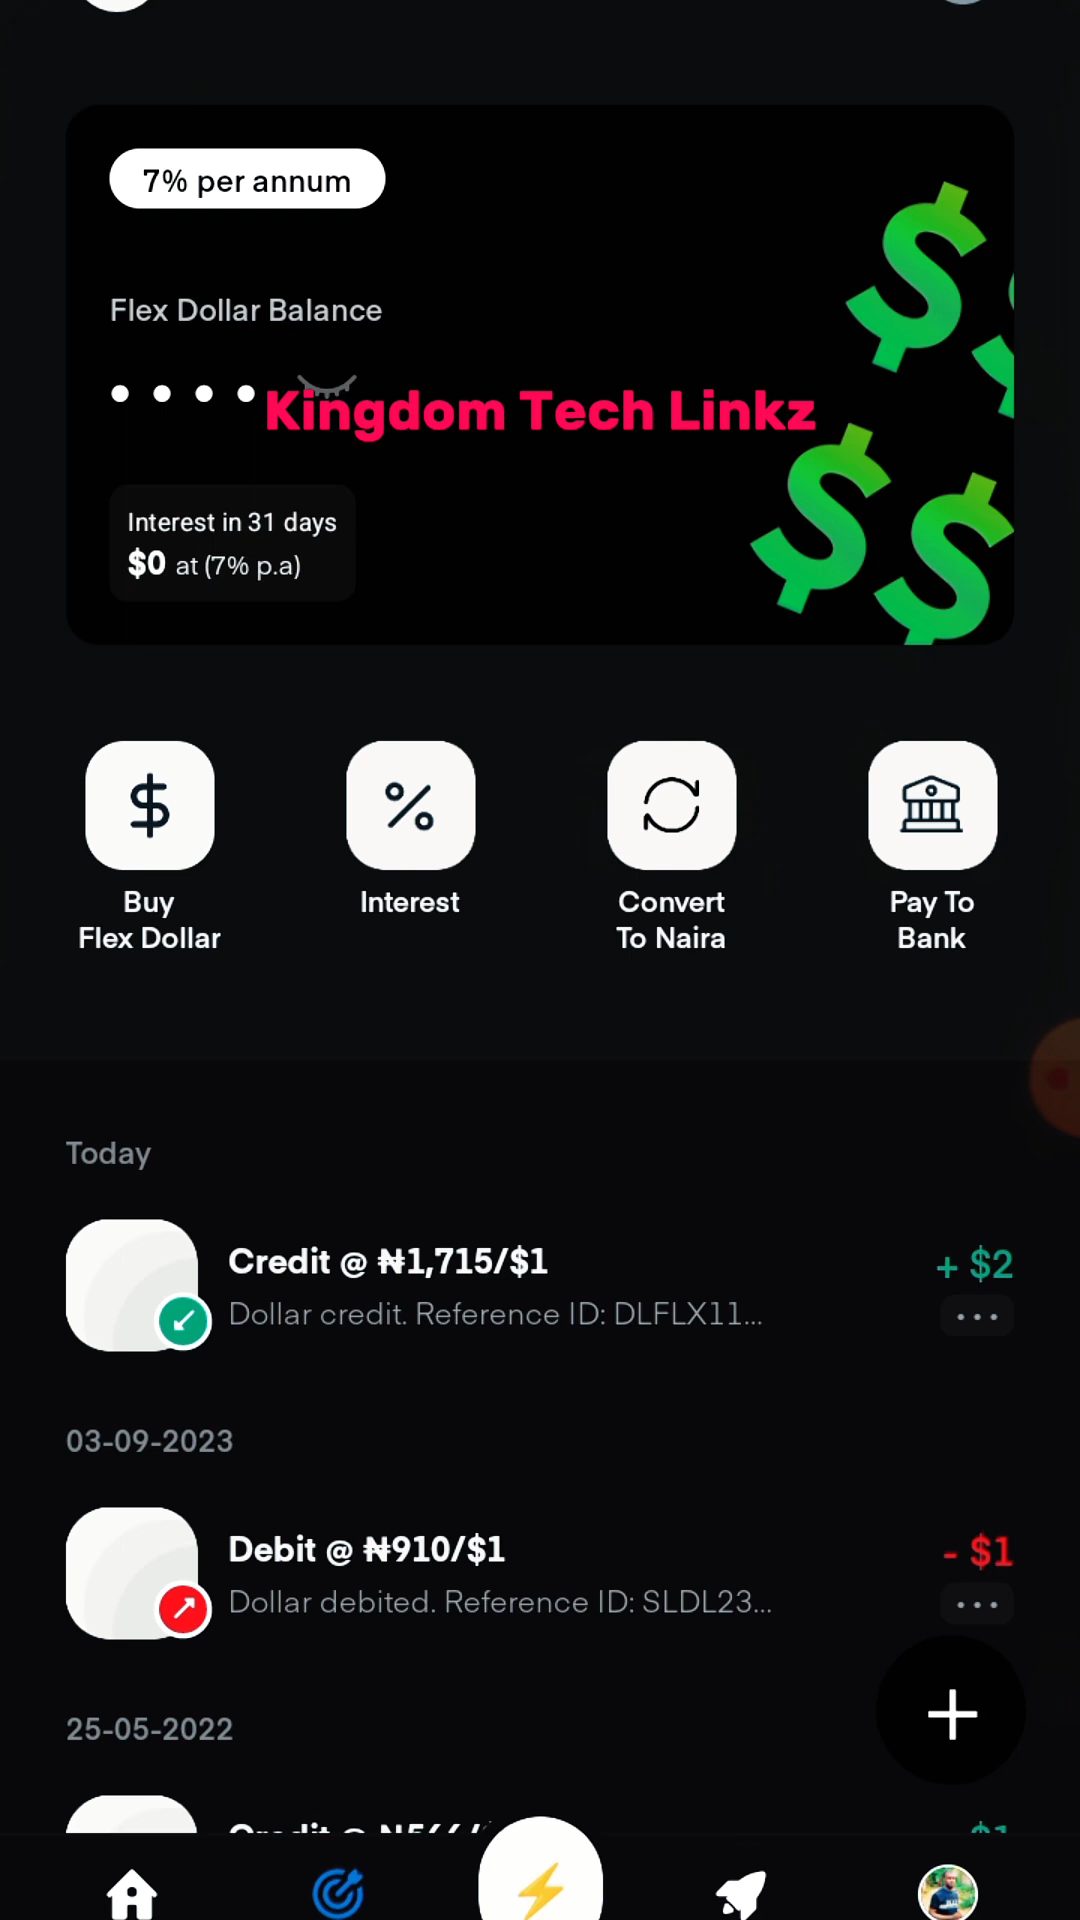 7% per annum
Flex Dollar Balance
Kingdom Tech Linkz
Interest in 31 days
$0 at (7% p.a)
Buy
Flex Dollar
Interest
Convert
To Naira
Pay To
Bank
Today
Credit @ ₦1,715/$1
+ $2
Dollar credit. Reference ID: DLFLX11...
03-09-2023
Debit @ ₦910/$1
- $1
Dollar debited. Reference ID: SLDL23...
25-05-2022
Credit @